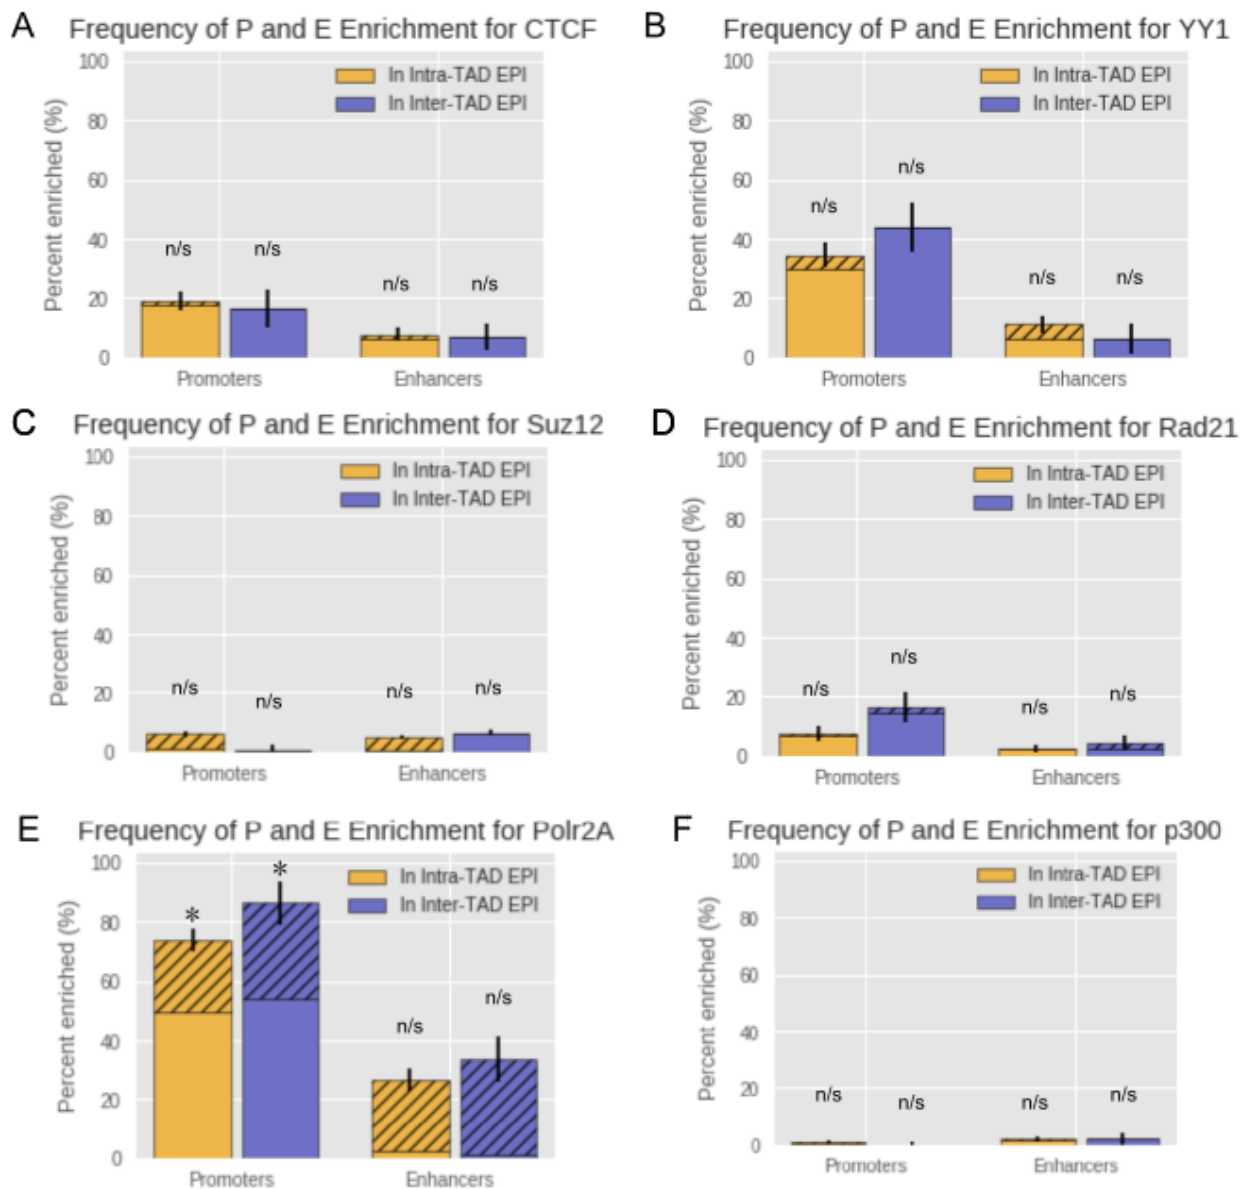 A Frequency of P and E Enrichment for CTCF
Percent enriched (%)
100
80
60
40
20
0
In Intra-TAD EPI
In Inter-TAD EPI
n/s
n/s
n/s
n/s
Promoters
Enhancers
B Frequency of P and E Enrichment for YY1
Percent enriched (%)
100
80
60
40
20
0
In Intra-TAD EPI
In Inter-TAD EPI
n/s
n/s
n/s
n/s
Promoters
Enhancers
C Frequency of P and E Enrichment for Suz12
Percent enriched (%)
100
80
60
40
20
0
In Intra-TAD EPI
In Inter-TAD EPI
n/s
n/s
n/s
n/s
Promoters
Enhancers
D Frequency of P and E Enrichment for Rad21
Percent enriched (%)
100
80
60
40
20
0
In Intra-TAD EPI
In Inter-TAD EPI
n/s
n/s
n/s
n/s
Promoters
Enhancers
E Frequency of P and E Enrichment for Polr2A
Percent enriched (%)
100
80
60
40
20
0
In Intra-TAD EPI
In Inter-TAD EPI
*
*
n/s
n/s
Promoters
Enhancers
F Frequency of P and E Enrichment for p300
Percent enriched (%)
100
80
60
40
20
0
In Intra-TAD EPI
In Inter-TAD EPI
n/s
n/s
n/s
n/s
Promoters
Enhancers